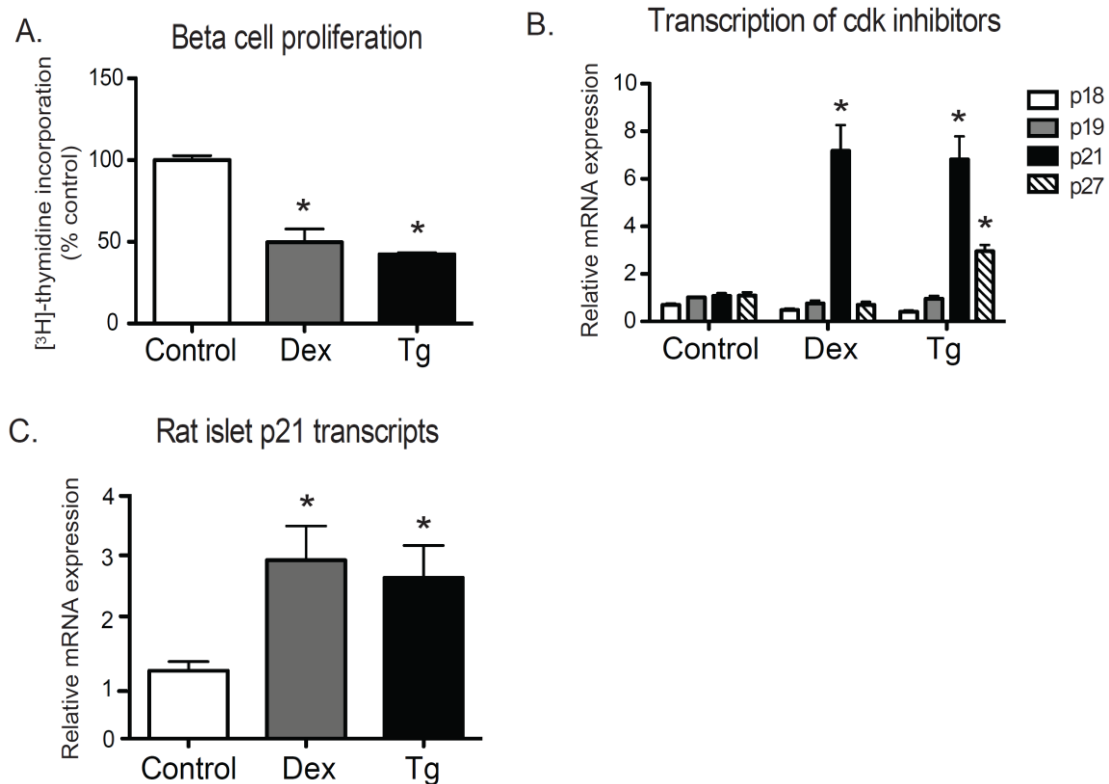 A.
Beta cell proliferation
[³H]-thymidine incorporation
(% control)
150
100
50
0
*
*
Control Dex Tg
B.
Transcription of cdk inhibitors
Relative mRNA expression
10
8
6
4
2
0
*
*
*
Control Dex Tg
p18
p19
p21
p27
C.
Rat islet p21 transcripts
Relative mRNA expression
4
3
2
1
0
*
*
Control Dex Tg